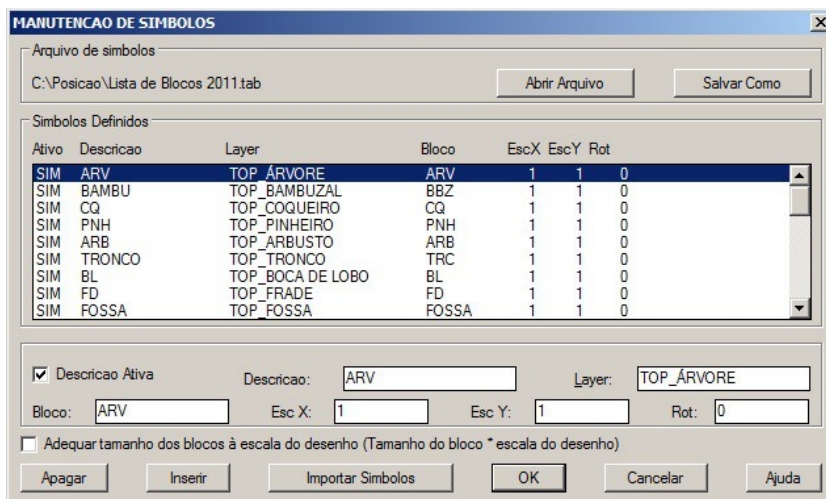 MANUTENCAO DE SIMBOLOS
Arquivo de simbolos
C:\Posicao\Lista de Blocos 2011.tab Abrir Arquivo Salvar Como
Simbolos Definidos
Ativo Descricao Layer Bloco EscX EscY Rot
SIM ARV TOP_ÁRVORE ARV 1 1 0
SIM BAMBU TOP_BAMBUZAL BBZ 1 1 0
SIM CQ TOP_COQUEIRO CQ 1 1 0
SIM PNH TOP_PINHEIRO PNH 1 1 0
SIM ARB TOP_ARBUSTO ARB 1 1 0
SIM TRONCO TOP_TRONCO TRC 1 1 0
SIM BL TOP_BOCA DE LOBO BL 1 1 0
SIM FD TOP_FRADE FD 1 1 0
SIM FOSSA TOP_FOSSA FOSSA 1 1 0
Descricao Ativa Descricao: ARV Layer: TOP_ÁRVORE
Bloco: ARV Esc X: 1 Esc Y: 1 Rot: 0
Adequar tamanho dos blocos à escala do desenho (Tamanho do bloco * escala do desenho)
Apagar Inserir Importar Simbolos OK Cancelar Ajuda